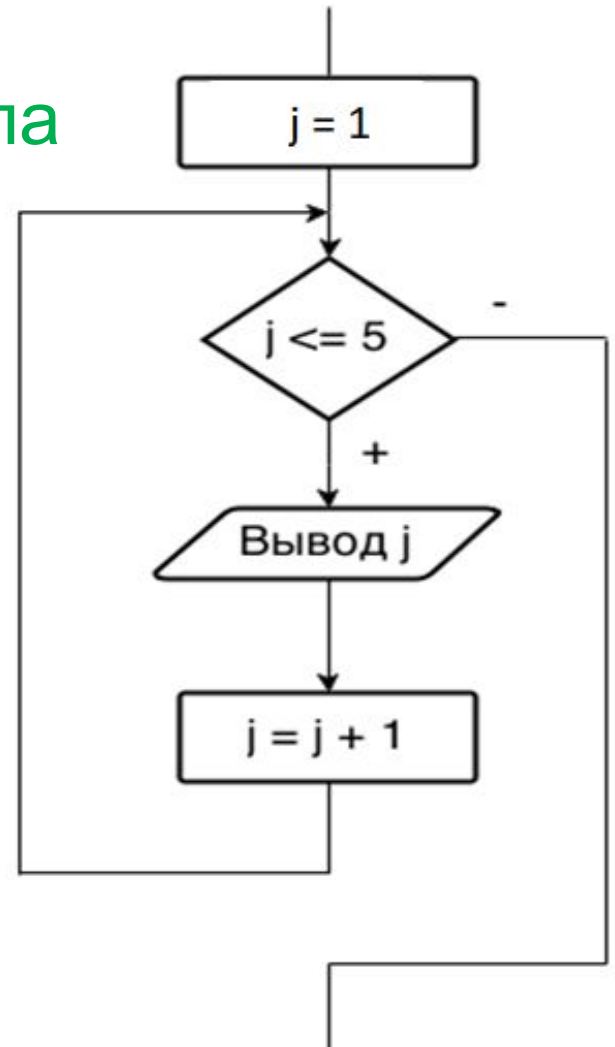 j = 1
j <= 5
-
+
Вывод j
j = j + 1